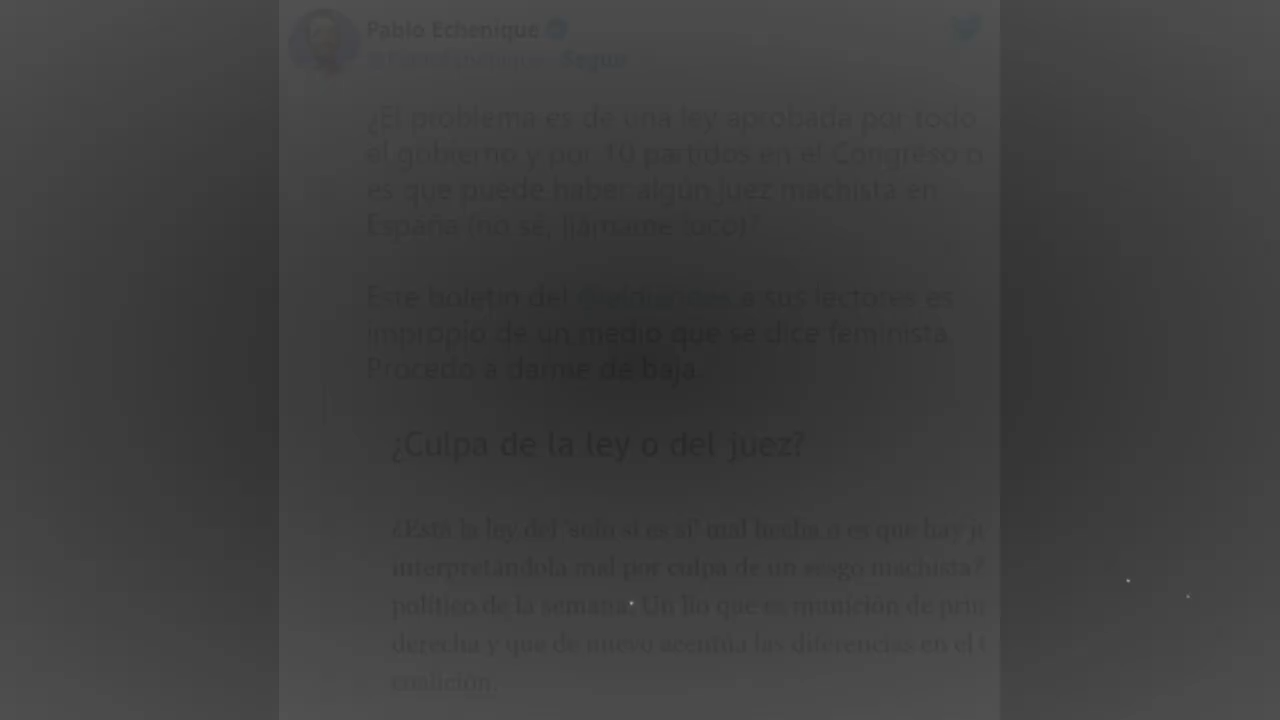 Pablo Echenique
Seguir
¿El problema es de una ley aprobada por todo
el gobierno y por 10 partidos en el Congreso o
es que puede haber algún juez machista en
España (no sé, llámame loco)?
Este boletín del @eldiarioes a sus lectores es
impropio de un medio que se dice feminista.
Procedo a darme de baja.
¿Culpa de la ley o del juez?
¿Está la ley del 'solo sí es sí' mal hecha o es que hay
interpretándola mal por culpa de un sesgo machista?
político de la semana. Un lío que es munición de
derecha y que de nuevo acentúa las diferencias en el
coalición.